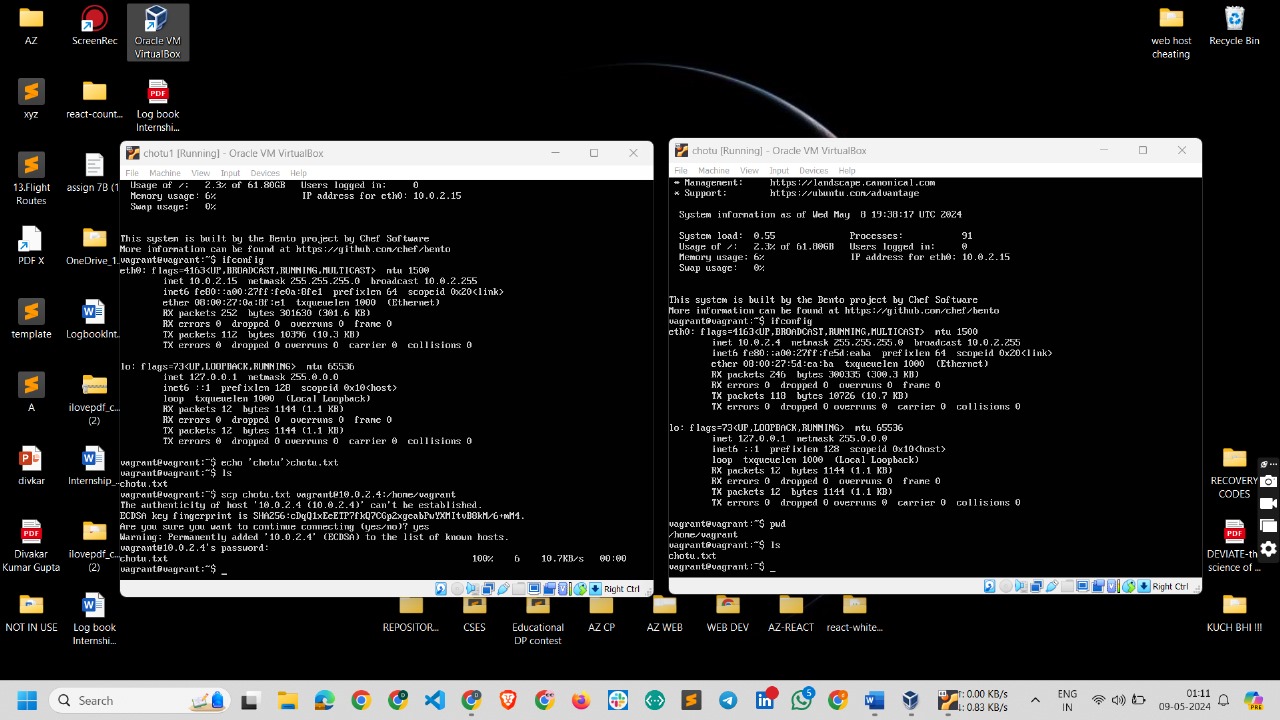 AZ
ScreenRec
Oracle VM
VirtualBox
web host
cheating
Recycle Bin
xyz
react-count...
Log book
Internshi...
13.Flight
Routes
assign 7B (1
PDF X
OneDrive_1...
template
LogbookInt...
A
ilovepdf_c...
(2)
divkar
Internship_...
Divakar
Kumar Gupta
ilovepdf_c...
(2)
NOT IN USE
Log book
Internshi...
chotu1 [Running] - Oracle VM VirtualBox
File Machine View Input Devices Help
Usage of /: 2.3% of 61.80GB Users logged in: 0
Memory usage: 6% IP address for eth0: 10.0.2.15
Swap usage: 0%
This system is built by the Bento project by Chef Software
More information can be found at https://github.com/chef/bento
vagrant@vagrant:~$ ifconfig
eth0: flags=4163<UP,BROADCAST,RUNNING,MULTICAST> mtu 1500
inet 10.0.2.15 netmask 255.255.255.0 broadcast 10.0.2.255
inet6 fe80::a00:27ff:fe0a:8fe1 prefixlen 64 scopeid 0x20<link>
ether 08:00:27:0a:8f:e1 txqueuelen 1000 (Ethernet)
RX packets 252 bytes 301630 (301.6 KB)
RX errors 0 dropped 0 overruns 0 frame 0
TX packets 112 bytes 10396 (10.3 KB)
TX errors 0 dropped 0 overruns 0 carrier 0 collisions 0
lo: flags=73<UP,LOOPBACK,RUNNING> mtu 65536
inet 127.0.0.1 netmask 255.0.0.0
inet6 ::1 prefixlen 128 scopeid 0x10<host>
loop txqueuelen 1000 (Local Loopback)
RX packets 12 bytes 1144 (1.1 KB)
RX errors 0 dropped 0 overruns 0 frame 0
TX packets 12 bytes 1144 (1.1 KB)
TX errors 0 dropped 0 overruns 0 carrier 0 collisions 0
vagrant@vagrant:~$ echo 'chotu'>chotu.txt
vagrant@vagrant:~$ ls
chotu.txt
vagrant@vagrant:~$ scp chotu.txt vagrant@10.0.2.4:/home/vagrant
The authenticity of host '10.0.2.4 (10.0.2.4)' can't be established.
ECDSA key fingerprint is
Are you sure you want to continue connecting (yes/no)? yes
Warning: Permanently added '10.0.2.4' (ECDSA) to the list of known hosts.
vagrant@10.0.2.4's password:
chotu.txt 100% 6 10.7KB/s 00:00
vagrant@vagrant:~$ _
Right Ctrl
chotu [Running] - Oracle VM VirtualBox
File Machine View Input Devices Help
* Management: https://landscape.canonical.com
* Support: https://ubuntu.com/advantage
System information as of Wed May 8 19:38:17 UTC 2024
System load: 0.55 Processes: 91
Usage of /: 2.3% of 61.80GB Users logged in: 0
Memory usage: 6% IP address for eth0: 10.0.2.15
Swap usage: 0%
This system is built by the Bento project by Chef Software
More information can be found at https://github.com/chef/bento
vagrant@vagrant:~$ ifconfig
eth0: flags=4163<UP,BROADCAST,RUNNING,MULTICAST> mtu 1500
inet 10.0.2.4 netmask 255.255.255.0 broadcast 10.0.2.255
inet6 fe80::a00:27ff:fe5d:eaba prefixlen 64 scopeid 0x20<link>
ether 08:00:27:5d:ea:ba txqueuelen 1000 (Ethernet)
RX packets 246 bytes 300335 (300.3 KB)
RX errors 0 dropped 0 overruns 0 frame 0
TX packets 118 bytes 10726 (10.7 KB)
TX errors 0 dropped 0 overruns 0 carrier 0 collisions 0
lo: flags=73<UP,LOOPBACK,RUNNING> mtu 65536
inet 127.0.0.1 netmask 255.0.0.0
inet6 ::1 prefixlen 128 scopeid 0x10<host>
loop txqueuelen 1000 (Local Loopback)
RX packets 12 bytes 1144 (1.1 KB)
RX errors 0 dropped 0 overruns 0 frame 0
TX packets 12 bytes 1144 (1.1 KB)
TX errors 0 dropped 0 overruns 0 carrier 0 collisions 0
vagrant@vagrant:~$ pwd
/home/vagrant
vagrant@vagrant:~$ ls
chotu.txt
vagrant@vagrant:~$ _
Right Ctrl
RECOVERY
CODES
DEVIATE-the
science of ...
REPOSITOR...
CSES
Educational
DP contest
AZ CP
AZ WEB
WEB DEV
AZ-REACT
react-white...
KUCH BHI !!!
Search
5
: 0.00 KB/s
: 0.83 KB/s
ENG
IN
01:11
09-05-2024
PRE